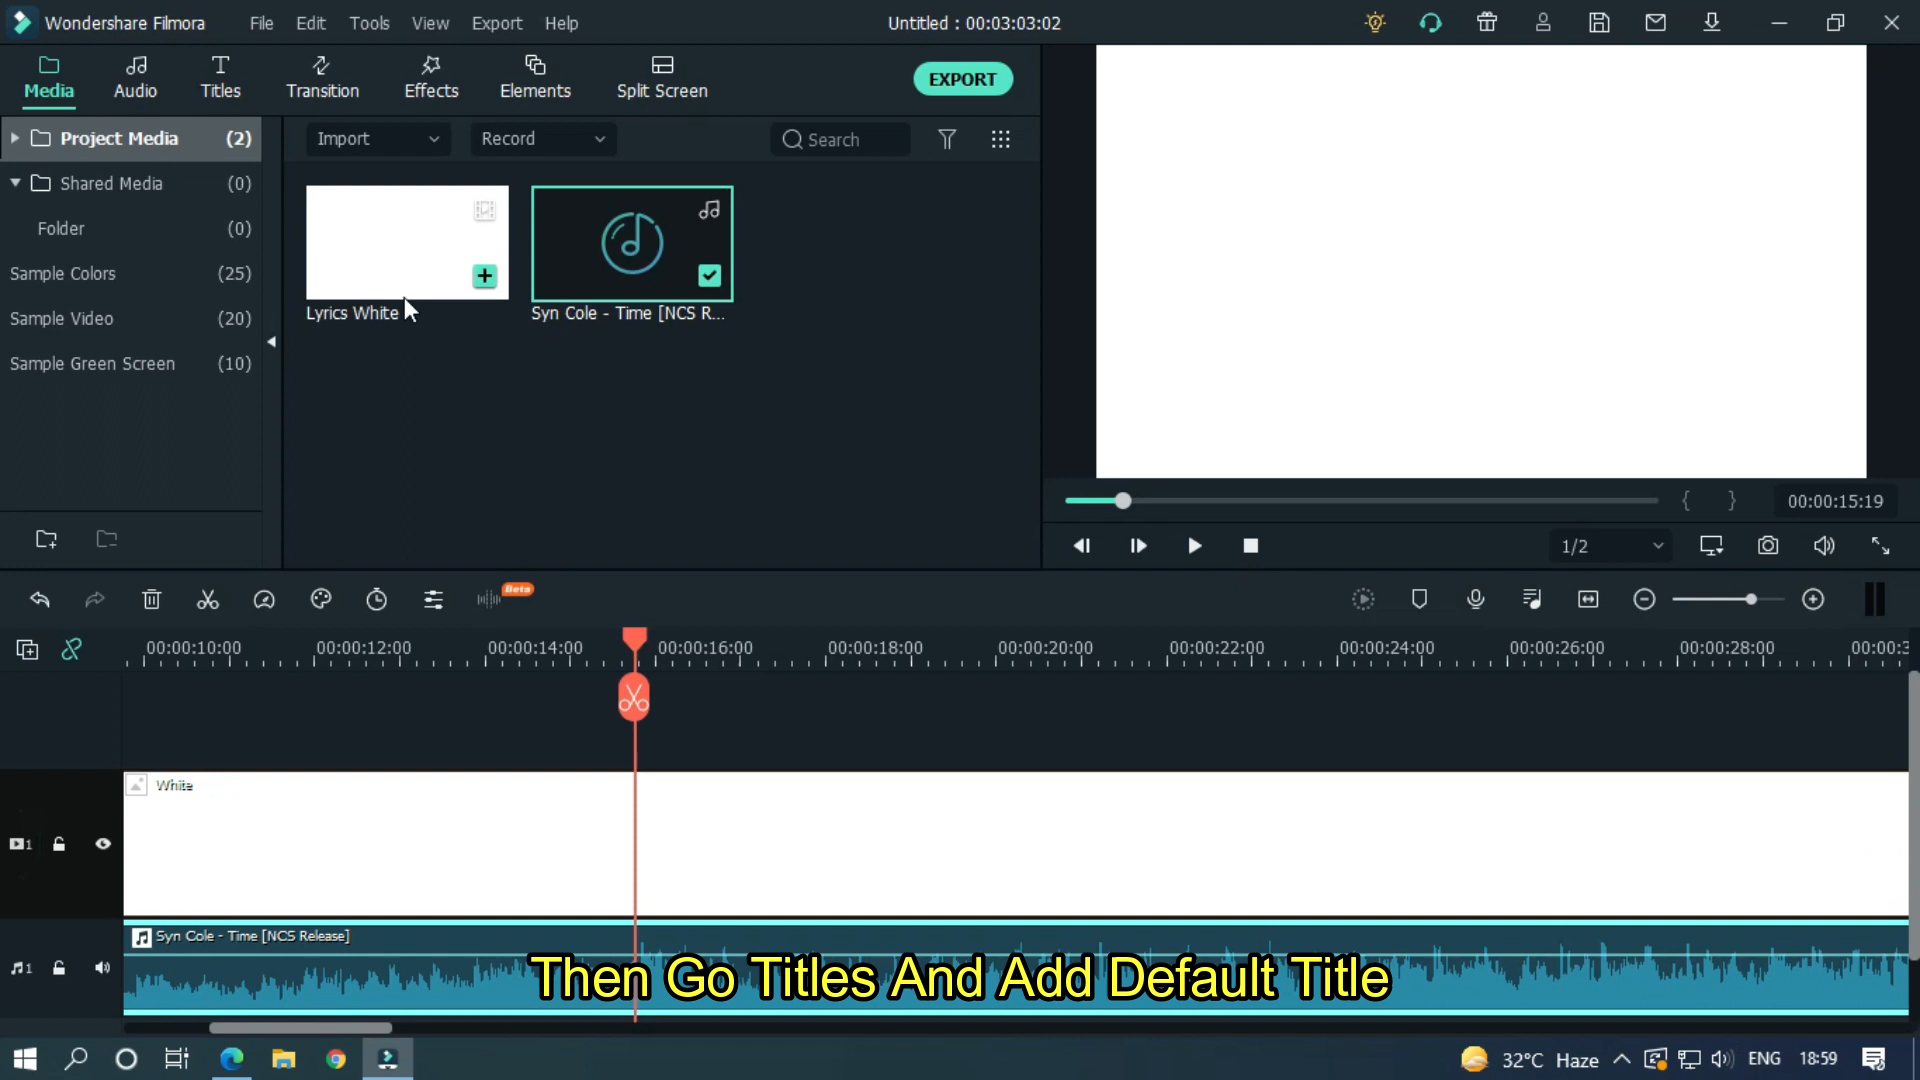 Wondershare Filmora File Edit Tools View Export Help Untitled : 00:03:03:02
Media Audio Titles Transition Effects Elements Split Screen EXPORT
Project Media (2) Import Record Search
Shared Media (0)
Folder (0)
Sample Colors (25)
Sample Video (20)
Sample Green Screen (10)
Lyrics White Syn Cole - Time [NCS R...
{ } 00:00:15:19
1/2
Beta
00:00:10:00 00:00:12:00 00:00:14:00 00:00:16:00 00:00:18:00 00:00:20:00 00:00:22:00 00:00:24:00 00:00:26:00 00:00:28:00 00:00:3
White
1
Syn Cole - Time [NCS Release]
1
Then Go Titles And Add Default Title
32°C Haze ENG 18:59